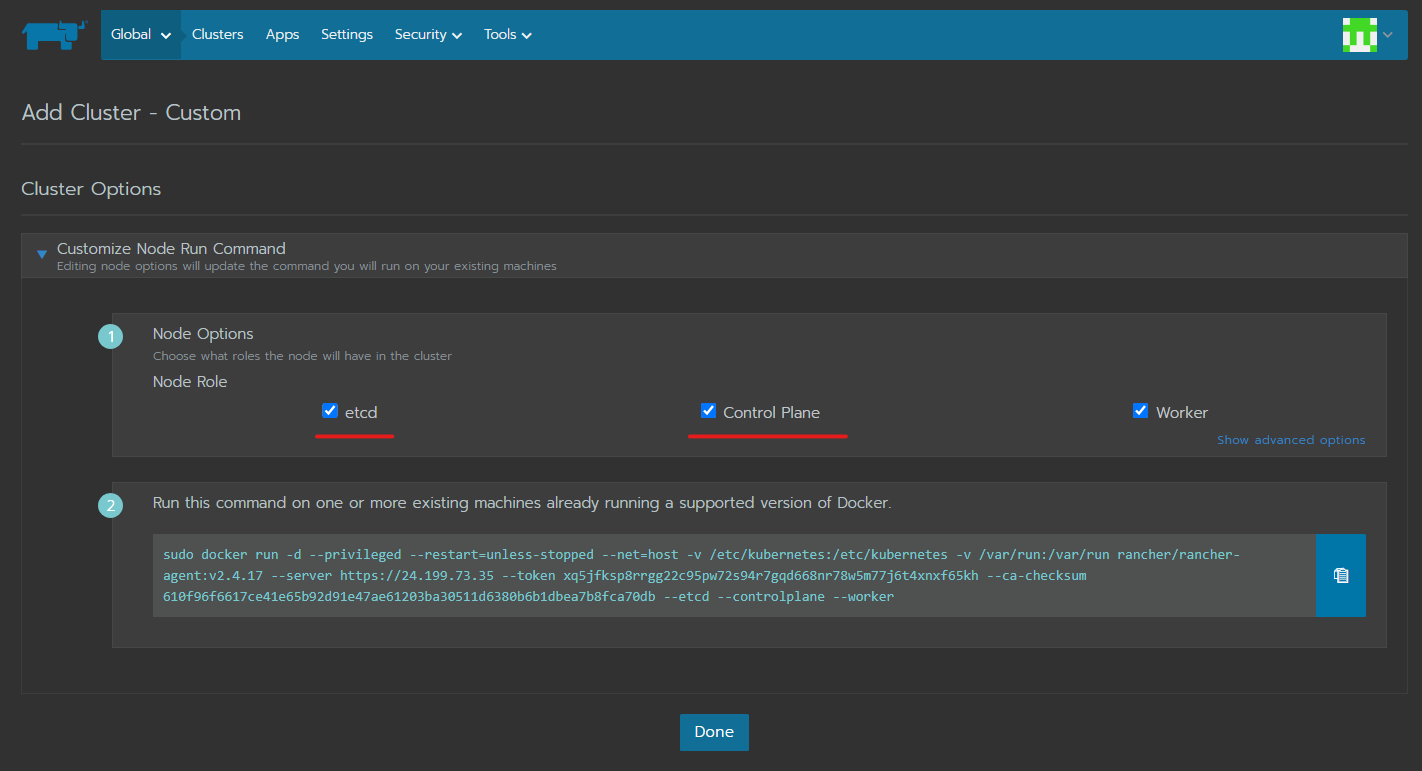 Global Clusters Apps Settings Security Tools
Add Cluster - Custom
Cluster Options
Customize Node Run Command
Editing node options will update the command you will run on your existing machines
1 Node Options
Choose what roles the node will have in the cluster
Node Role
etcd Control Plane Worker
Show advanced options
2 Run this command on one or more existing machines already running a supported version of Docker.
sudo docker run -d --privileged --restart=unless-stopped --net=host -v /etc/kubernetes:/etc/kubernetes -v /var/run:/var/run rancher/rancher-
agent:v2.4.17 --server https://24.199.73.35 --token xq5jfksp8rrgg22c95pw72s94r7gqd668nr78w5m77j6t4xnxf65kh --ca-checksum
610f96f6617ce41e65b92d91e47ae61203ba30511d6380b6b1dbea7b8fca70db --etcd --controlplane --worker
Done